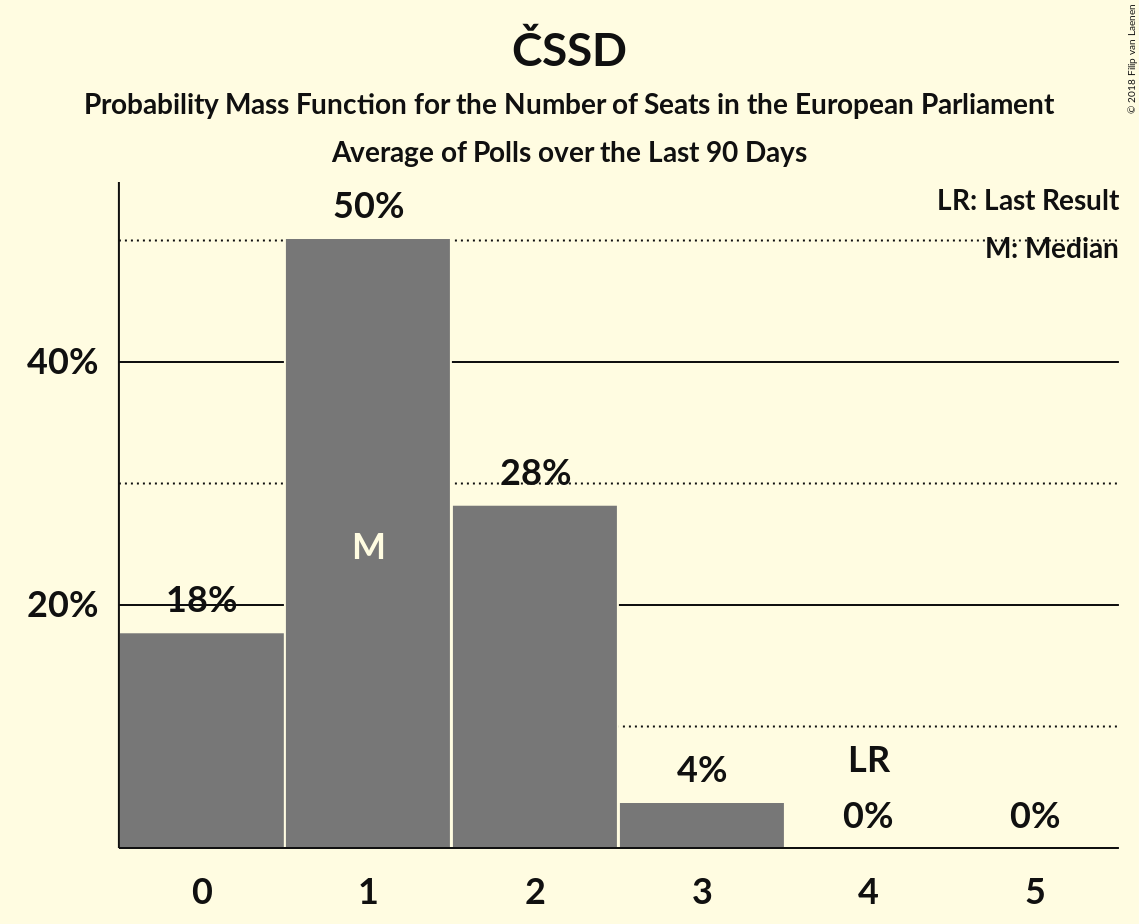 ČSSD
Probability Mass Function for the Number of Seats in the European Parliament
Average of Polls over the Last 90 Days
© 2018 Filip van Laenen
LR: Last Result
M: Median
50%
40%
28%
M
20%
18%
4%
LR
0%
0%
0 1 2 3 4 5